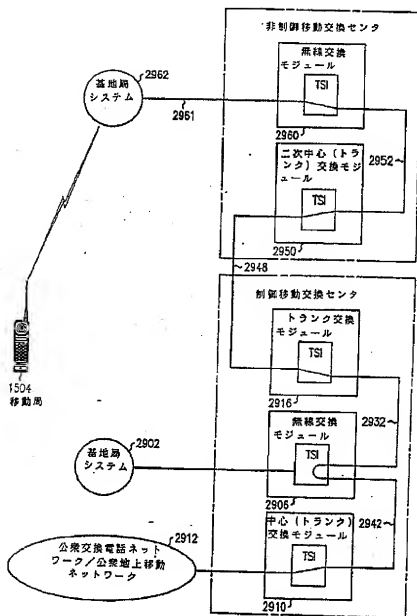 非制御移動交換センタ
無線交換
モジュール
TSI
2960
基地局
システム
2962
2961
二次中心(トラ
ンク)交換モジ
ュール
TSI
2950
2952
2948
1504
移動局
制御移動交換センタ
トランク交換
モジュール
TSI
2916
2932
無線交換
モジュール
TSI
2906
基地局
システム
2902
2942
中心(トランク)
交換モジュール
TSI
2910
公衆交換電話ネット
ワーク/公衆地上移動
ネットワーク
2912